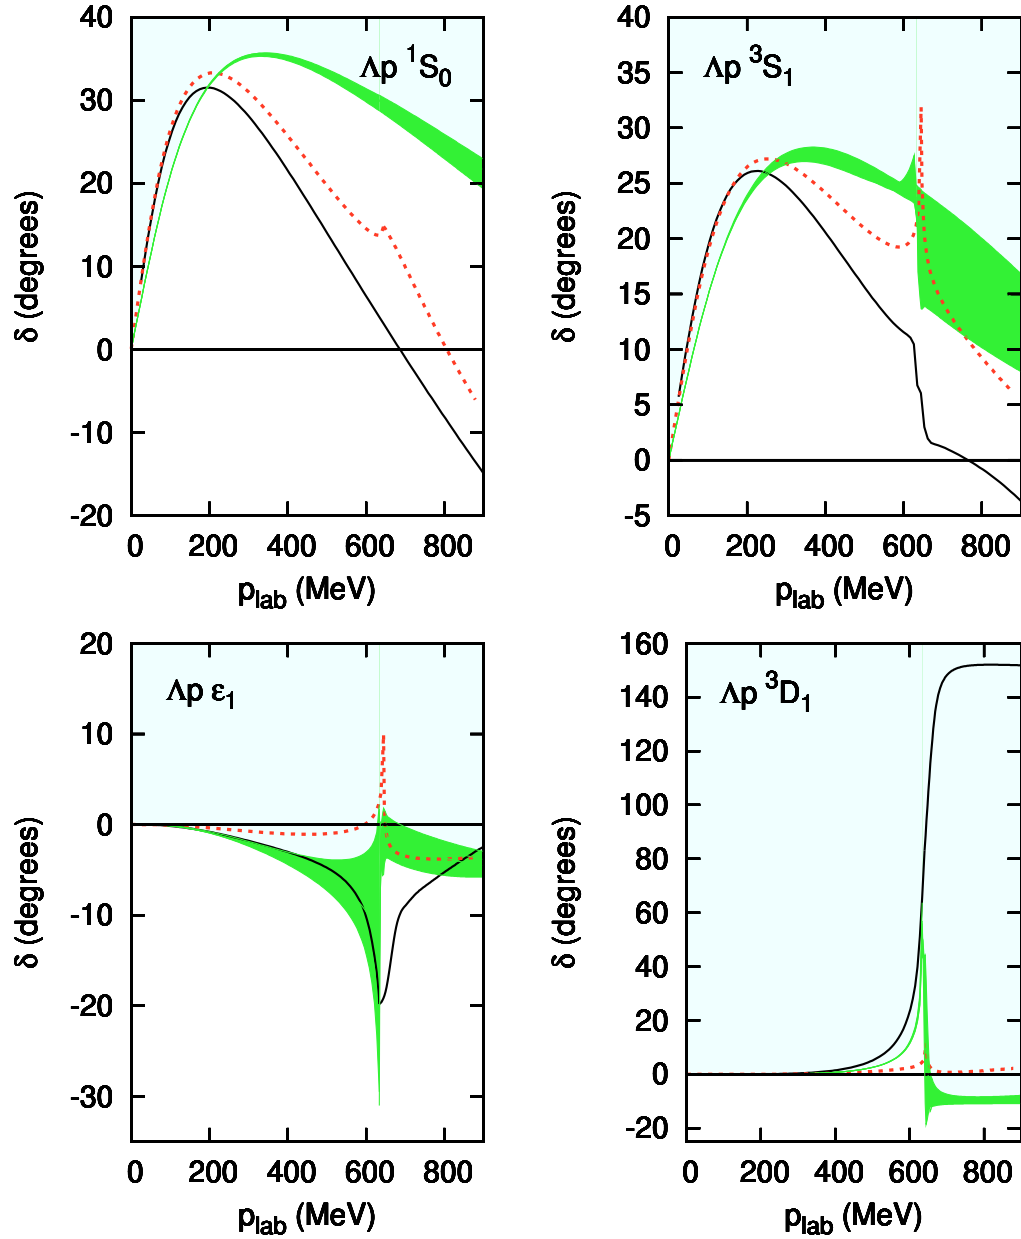 40
30
20
10
0
-10
-20
Λp ¹S₀
δ (degrees)
0 200 400 600 800
p_lab (MeV)
40
35
30
25
20
15
10
5
0
-5
Λp ³S₁
δ (degrees)
0 200 400 600 800
p_lab (MeV)
20
10
0
-10
-20
-30
Λp ε₁
δ (degrees)
0 200 400 600 800
p_lab (MeV)
160
140
120
100
80
60
40
20
0
-20
Λp ³D₁
δ (degrees)
0 200 400 600 800
p_lab (MeV)